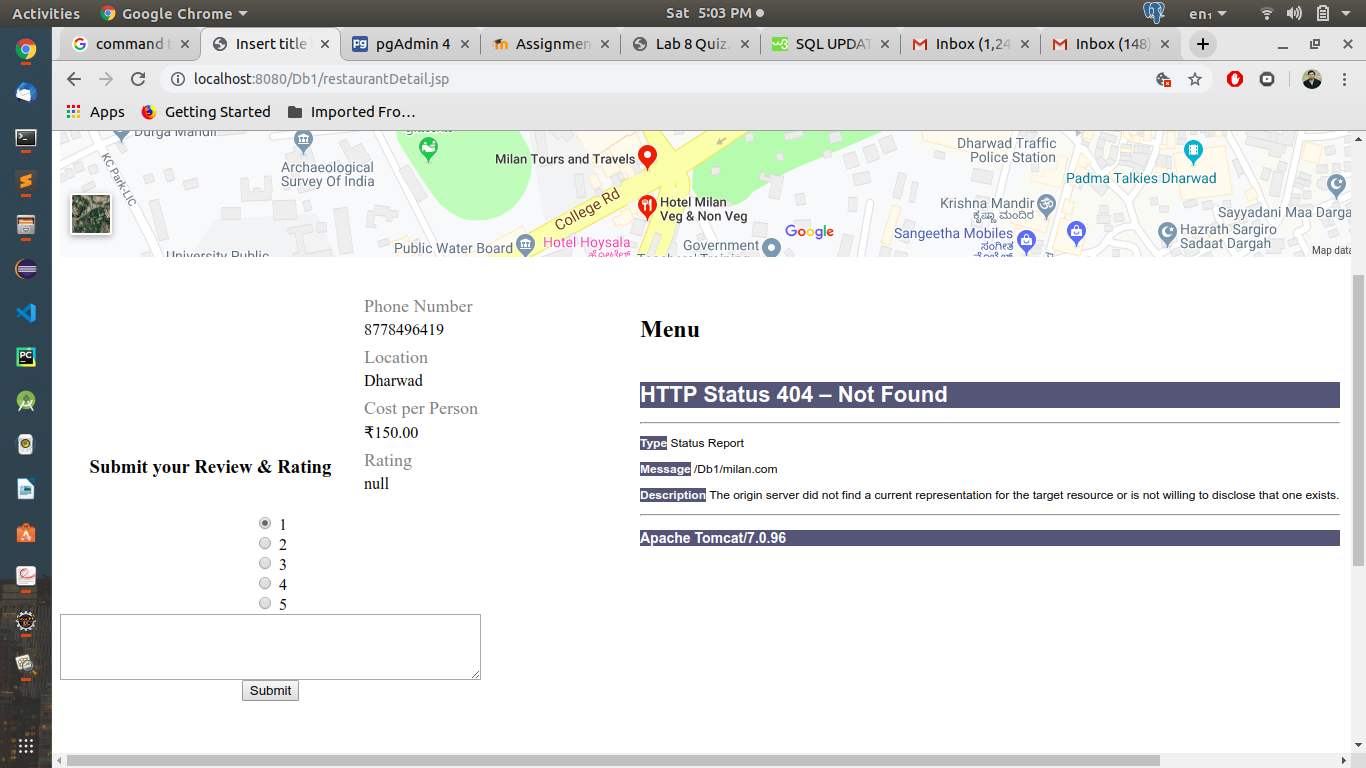 Activities Google Chrome Sat 5:03 PM en₁
command t Insert title pgAdmin 4 Assignmen Lab 8 Quiz. SQL UPDAT Inbox (1,24 Inbox (148)
localhost:8080/Db1/restaurantDetail.jsp
Apps Getting Started Imported Fro…
Durga Mandir
KC Park-LIC
Archaeological
Survey Of India
Milan Tours and Travels
College Rd
Hotel Milan
Veg & Non Veg
Dharwad Traffic
Police Station
Padma Talkies Dharwad
Krishna Mandir
ಕೃಷ್ಣಾ ಮಂದಿರ
Sayyadani Maa Darga
Public Water Board
Hotel Hoysala
ಹೋಟೆಲ್
Government
Teachers' Training
Google
Sangeetha Mobiles
ಸಂಗೀತ
Hazrath Sargiro
Sadaat Dargah
University Public
Map data
Phone Number
8778496419
Location
Dharwad
Cost per Person
₹150.00
Rating
null
Submit your Review & Rating
1
2
3
4
5
Submit
Menu
HTTP Status 404 – Not Found
Type Status Report
Message /Db1/milan.com
Description The origin server did not find a current representation for the target resource or is not willing to disclose that one exists.
Apache Tomcat/7.0.96